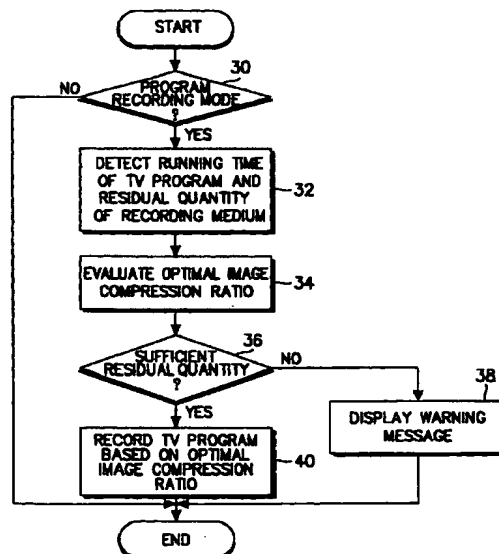 START
30
PROGRAM
RECORDING MODE
?
NO
YES
DETECT RUNNING TIME
OF TV PROGRAM AND
RESIDUAL QUANTITY
OF RECORDING MEDIUM
32
EVALUATE OPTIMAL IMAGE
COMPRESSION RATIO
34
36
SUFFICIENT
RESIDUAL QUANTITY
?
NO
YES
38
DISPLAY WARNING
MESSAGE
RECORD TV PROGRAM
BASED ON OPTIMAL
IMAGE COMPRESSION
RATIO
40
END